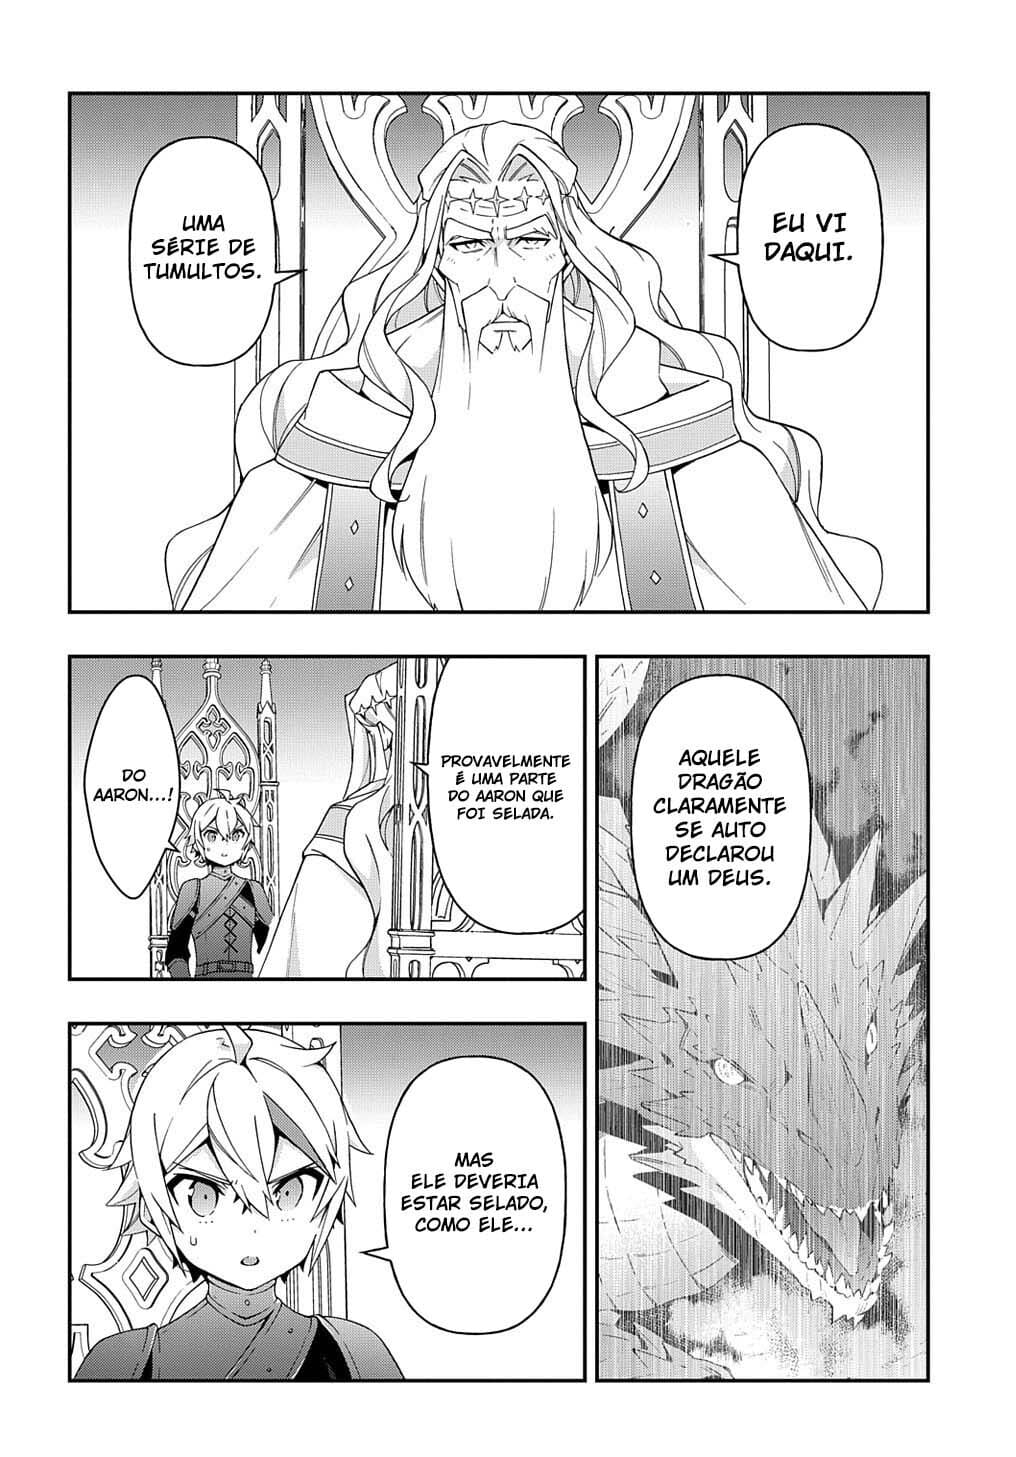 EU VI
DAQUI.
UMA
SÉRIE DE
TUMULTOS.
AQUELE
DRAGÃO
CLARAMENTE
SE AUTO
DECLAROU
UM DEUS.
PROVAVELMENTE
É UMA PARTE
DO AARON QUE
FOI SELADA.
DO
AARON...!
MAS
ELE DEVERIA
ESTAR SELADO,
COMO ELE...